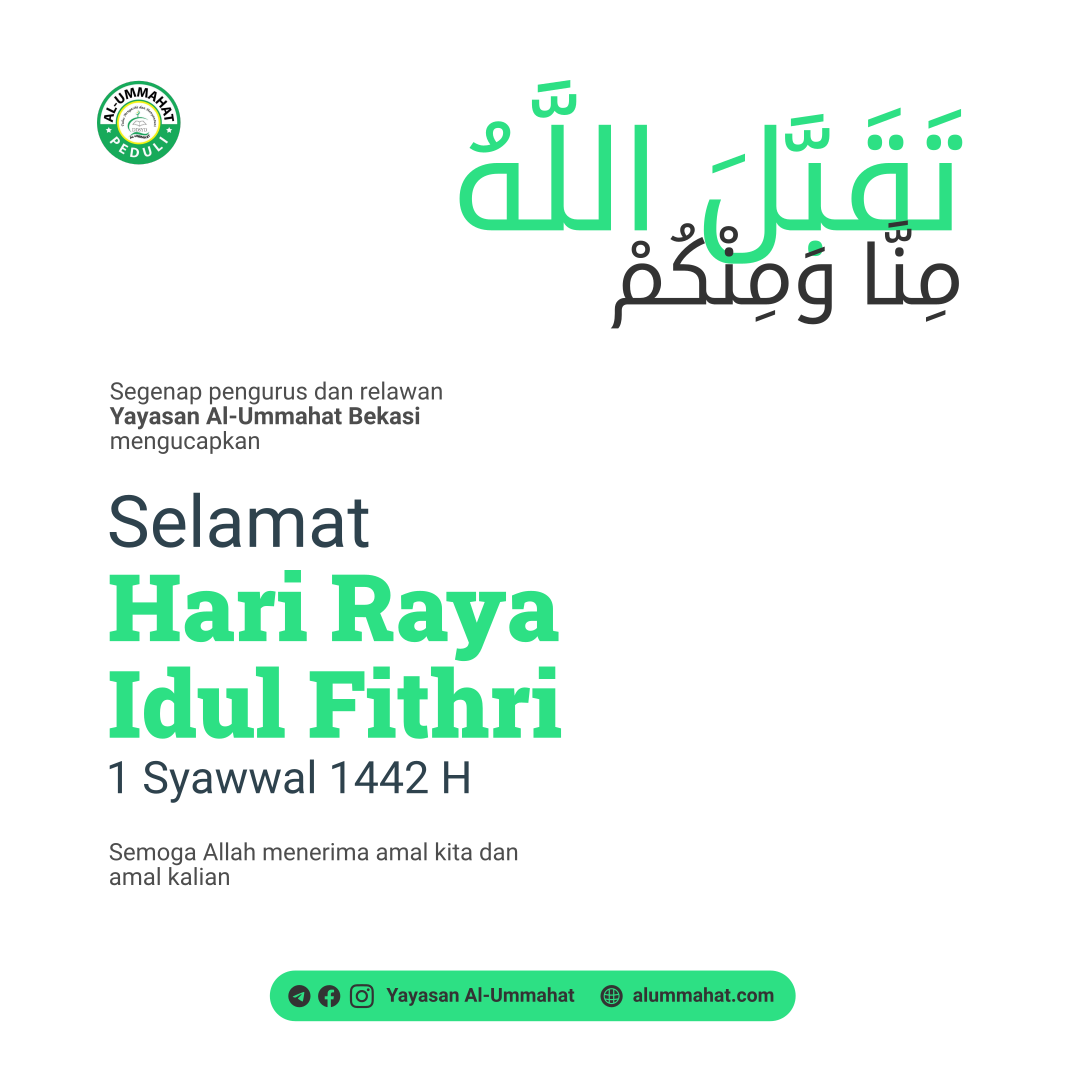 AL-UMMAHAT
PEDULI
تَقَبَّلَ اللَّهُ
مِنَّا وَمِنْكُمْ
Segenap pengurus dan relawan
Yayasan Al-Ummahat Bekasi
mengucapkan
Selamat
Hari Raya
Idul Fithri
1 Syawwal 1442 H
Semoga Allah menerima amal kita dan
amal kalian
Yayasan Al-Ummahat alummahat.com